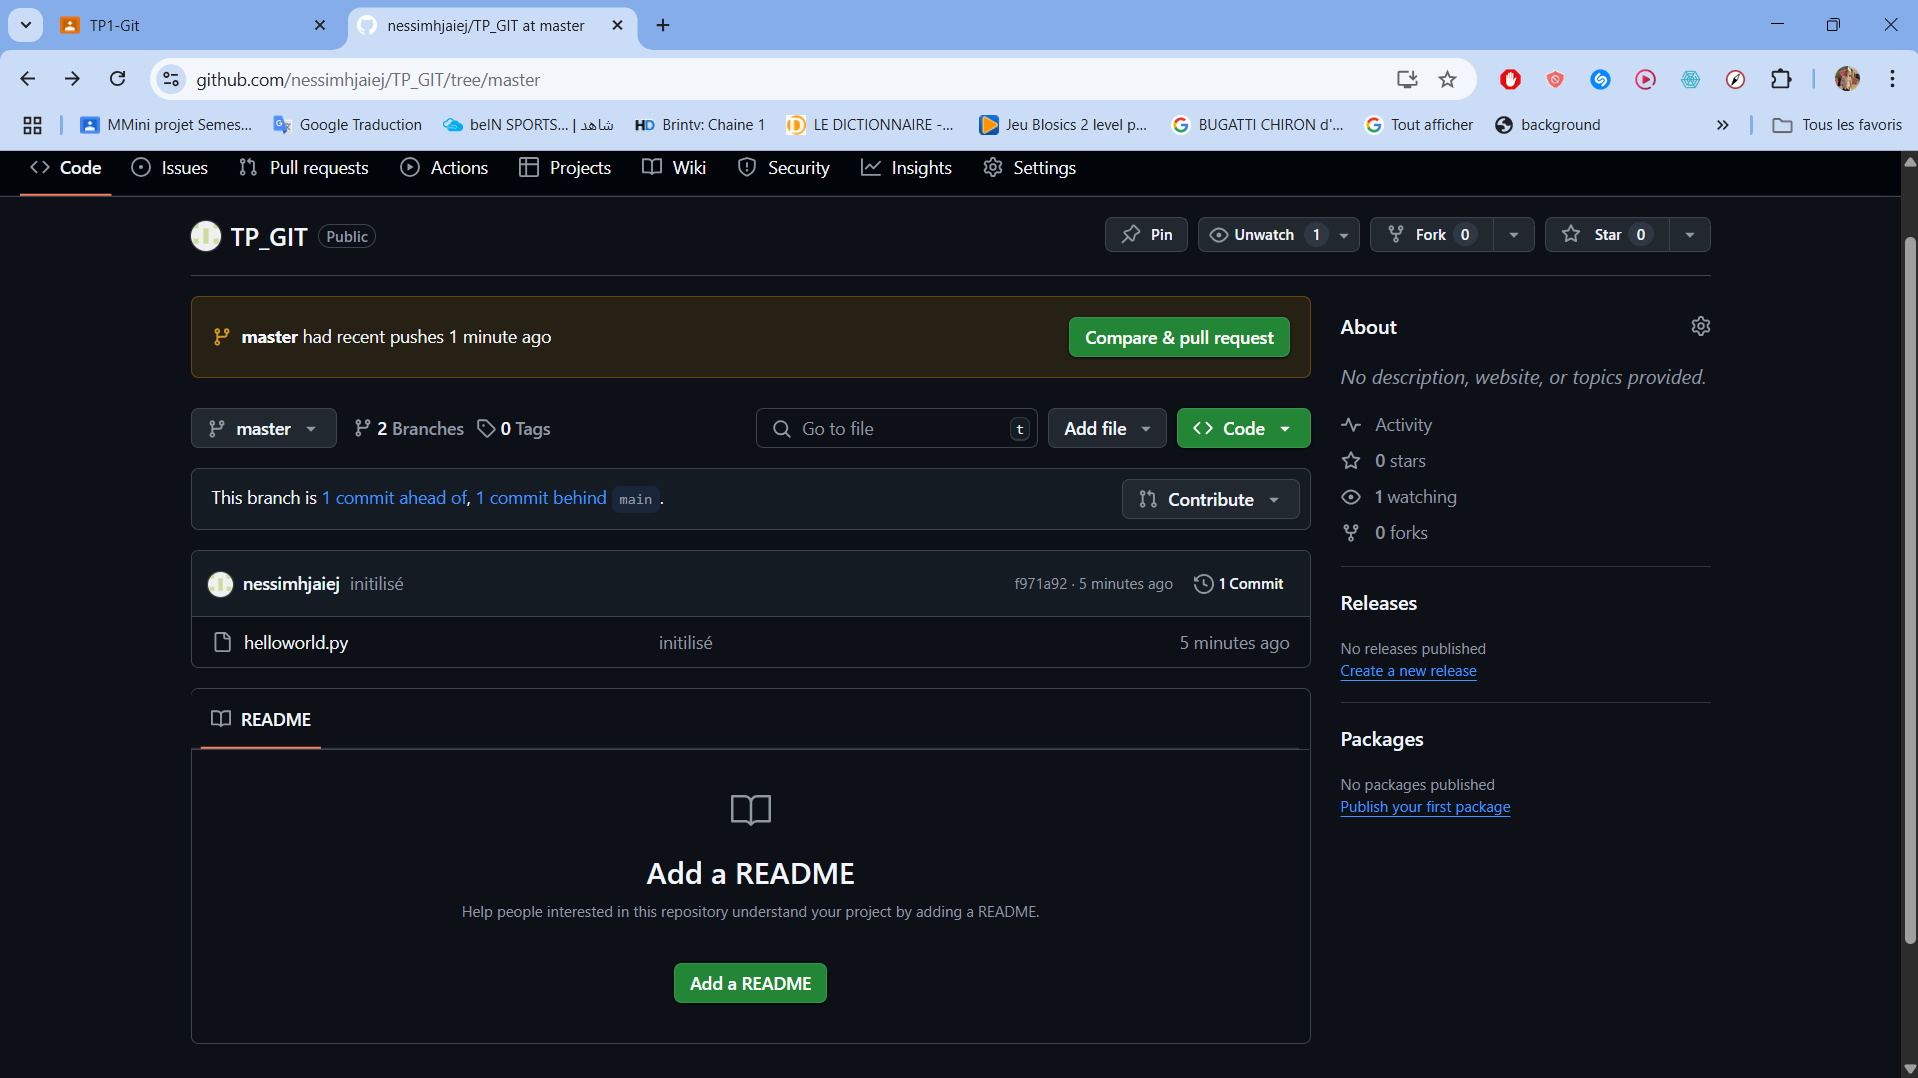 TP1-Git
nessimhjaiej/TP_GIT at master
github.com/nessimhjaiej/TP_GIT/tree/master
MMini projet Semes...
Google Traduction
beIN SPORTS... | شاهد
HD Brintv: Chaine 1
LE DICTIONNAIRE -...
Jeu Blosics 2 level p...
BUGATTI CHIRON d'...
Tout afficher
background
Tous les favoris
Code
Issues
Pull requests
Actions
Projects
Wiki
Security
Insights
Settings
TP_GIT Public
Pin
Unwatch 1
Fork 0
Star 0
master had recent pushes 1 minute ago
Compare & pull request
master
2 Branches
0 Tags
Go to file t
Add file
Code
This branch is 1 commit ahead of, 1 commit behind main .
Contribute
nessimhjaiej initilisé f971a92 · 5 minutes ago 1 Commit
helloworld.py initilisé 5 minutes ago
README
Add a README
Help people interested in this repository understand your project by adding a README.
Add a README
About
No description, website, or topics provided.
Activity
0 stars
1 watching
0 forks
Releases
No releases published
Create a new release
Packages
No packages published
Publish your first package